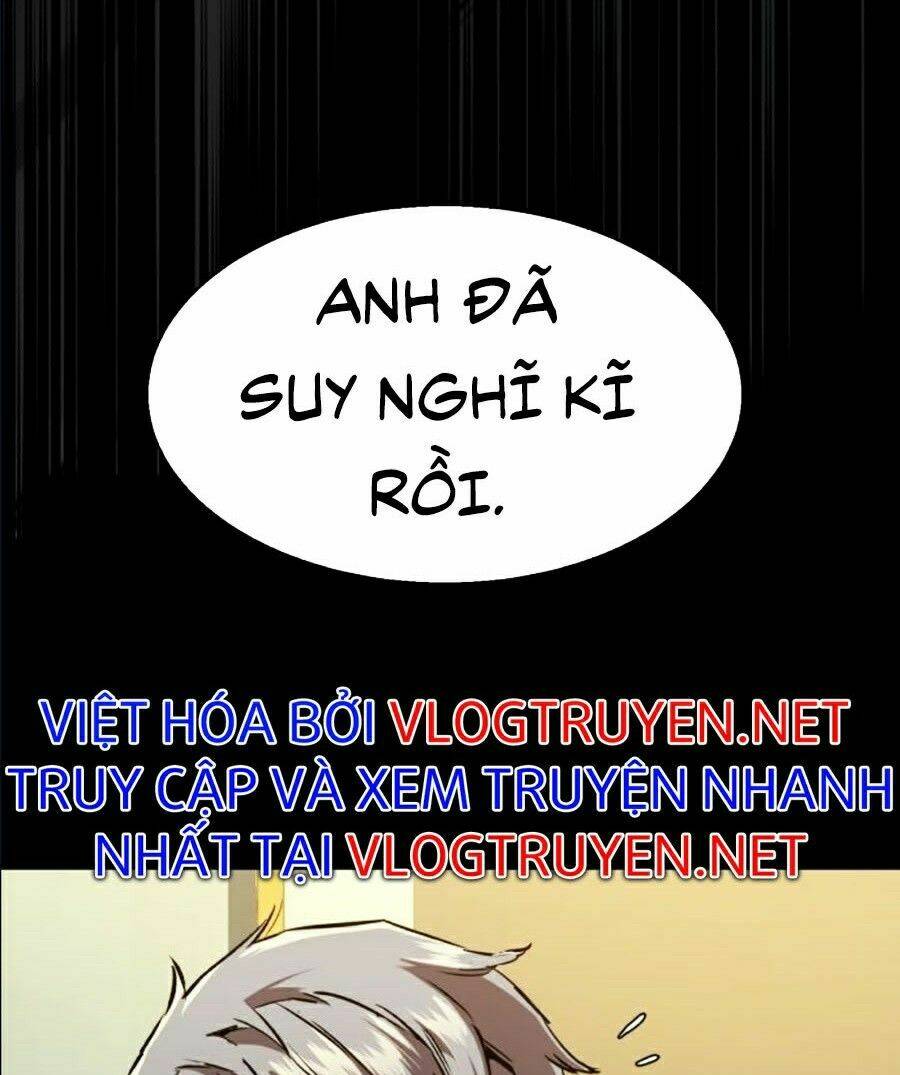 ANH ĐÃ
SUY NGHĨ KĨ
RỒI.
VIỆT HÓA BỞI VLOGTRUYEN.NET
TRUY CẬP VÀ XEM TRUYỆN NHANH
NHẤT TẠI VLOGTRUYEN.NET